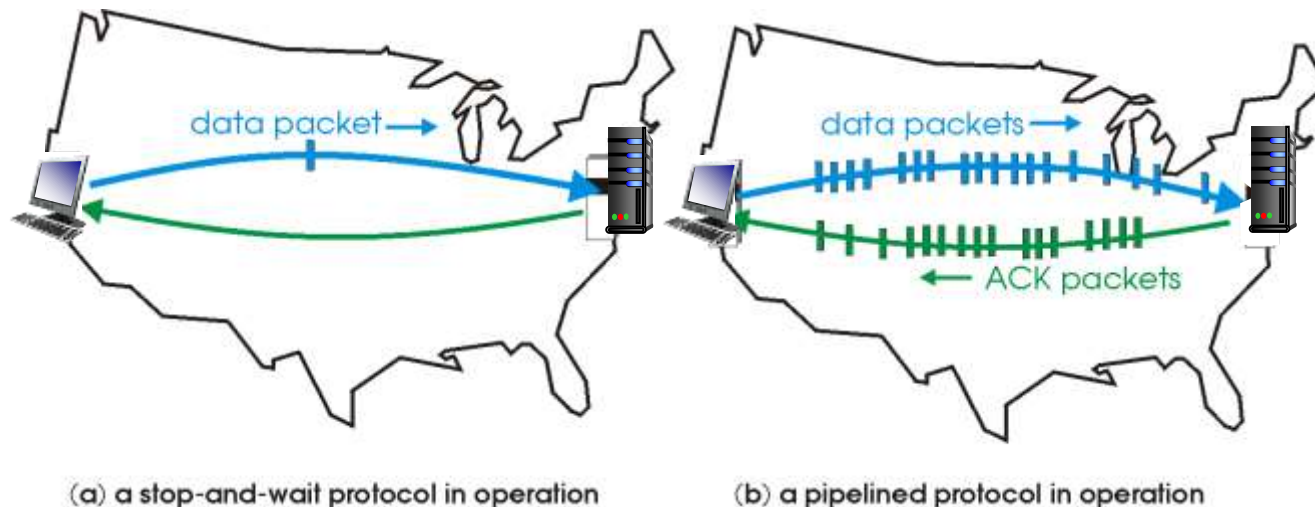 data packet
data packets
ACK packets
(a) a stop-and-wait protocol in operation
(b) a pipelined protocol in operation